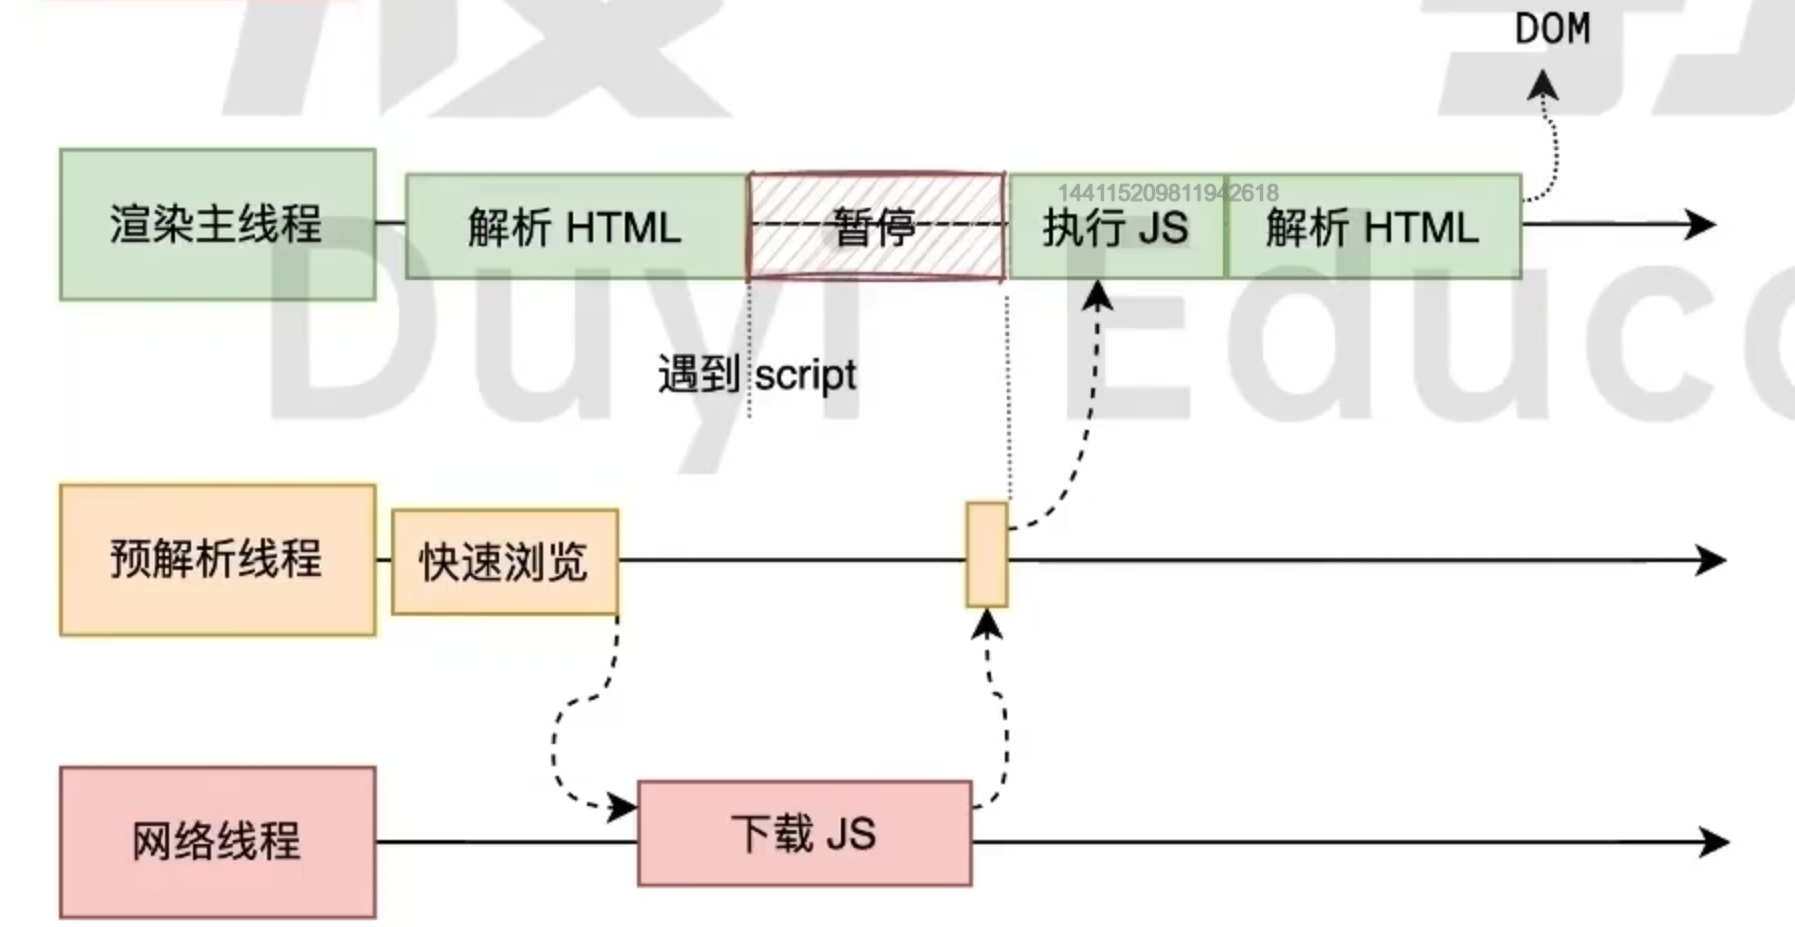 DOM
渲染主线程
解析 HTML
暂停
144115209811942618
执行 JS
解析 HTML
遇到 script
预解析线程
快速浏览
网络线程
下载 JS
Duyi Educ